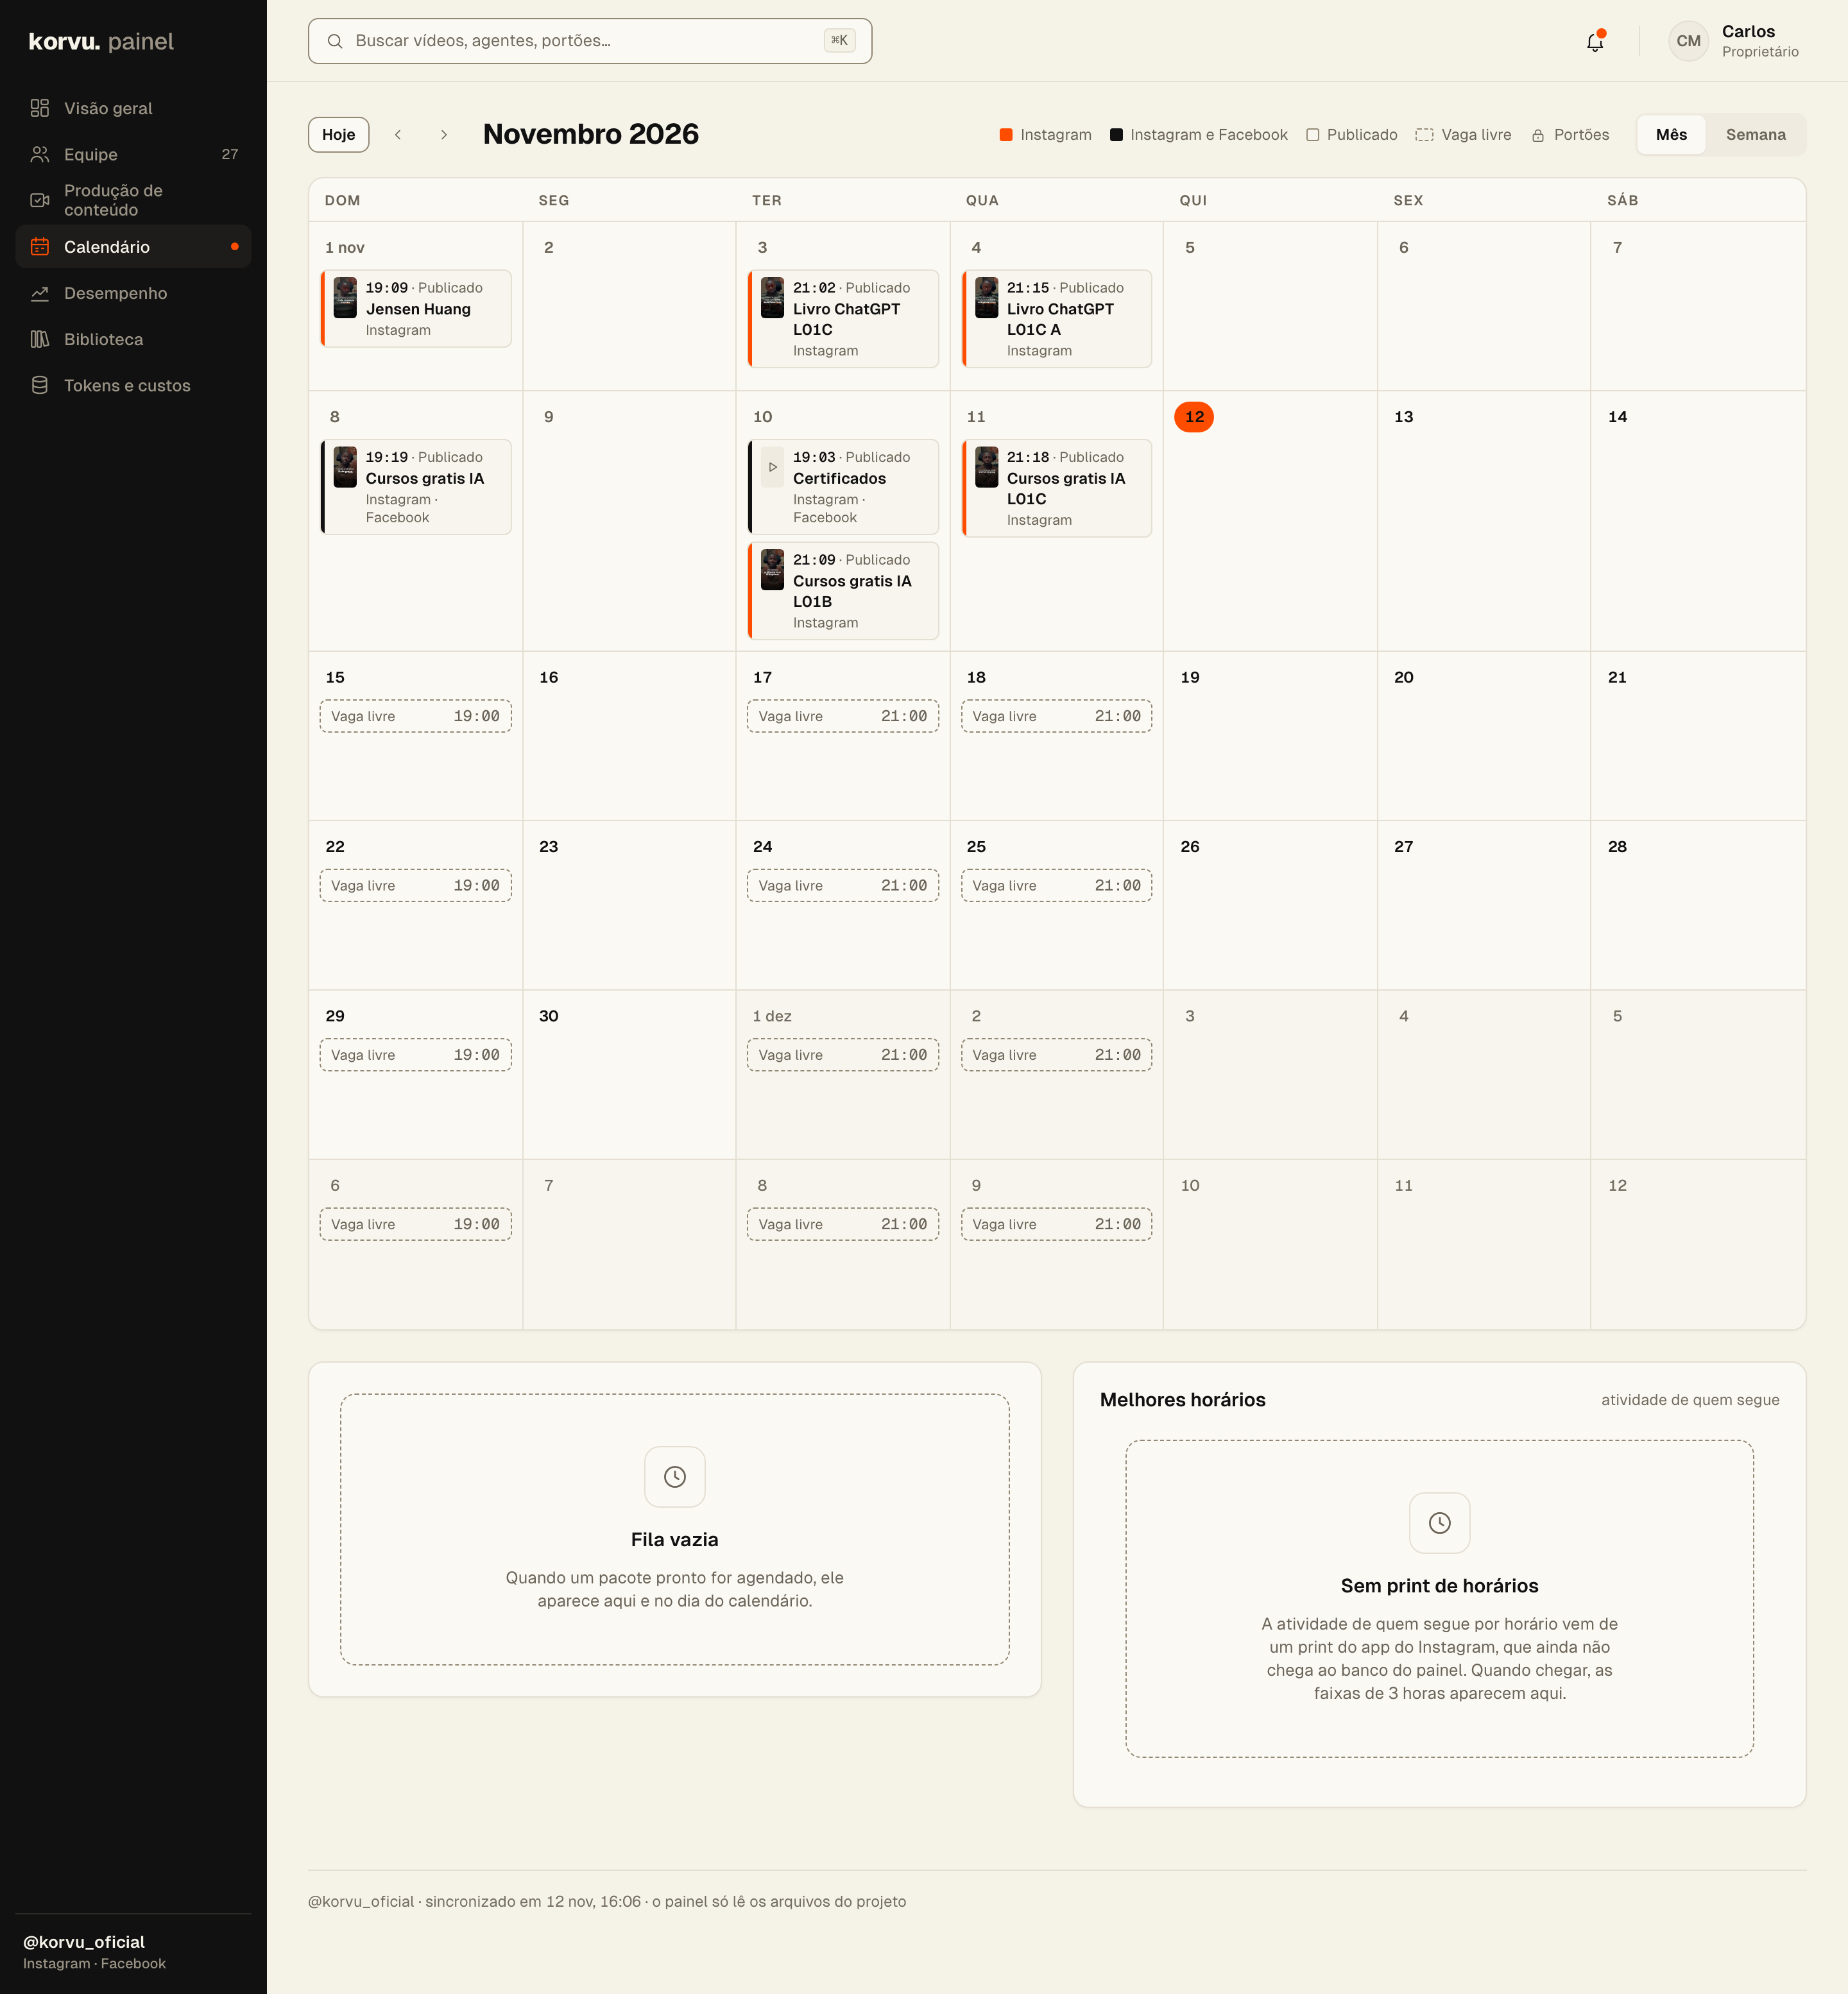 korvu. painel
Visão geral
Equipe 27
Produção de
conteúdo
Calendário
Desempenho
Biblioteca
Tokens e custos
@korvu_oficial
Instagram · Facebook
Buscar vídeos, agentes, portões... ⌘K
CM
Carlos
Proprietário
Hoje
Novembro 2026
Instagram
Instagram e Facebook
Publicado
Vaga livre
Portões
Mês
Semana
DOM SEG TER QUA QUI SEX SÁB
1 nov
19:09 · Publicado
Jensen Huang
Instagram
2
3
21:02 · Publicado
Livro ChatGPT
L01C
Instagram
4
21:15 · Publicado
Livro ChatGPT
L01C A
Instagram
5
6
7
8
19:19 · Publicado
Cursos gratis IA
Instagram ·
Facebook
9
10
19:03 · Publicado
Certificados
Instagram ·
Facebook
21:09 · Publicado
Cursos gratis IA
L01B
Instagram
11
21:18 · Publicado
Cursos gratis IA
L01C
Instagram
12
13
14
15
Vaga livre 19:00
16
17
Vaga livre 21:00
18
Vaga livre 21:00
19
20
21
22
Vaga livre 19:00
23
24
Vaga livre 21:00
25
Vaga livre 21:00
26
27
28
29
Vaga livre 19:00
30
1 dez
Vaga livre 21:00
2
Vaga livre 21:00
3
4
5
6
Vaga livre 19:00
7
8
Vaga livre 21:00
9
Vaga livre 21:00
10
11
12
Fila vazia
Quando um pacote pronto for agendado, ele
aparece aqui e no dia do calendário.
Melhores horários
atividade de quem segue
Sem print de horários
A atividade de quem segue por horário vem de
um print do app do Instagram, que ainda não
chega ao banco do painel. Quando chegar, as
faixas de 3 horas aparecem aqui.
@korvu_oficial · sincronizado em 12 nov, 16:06 · o painel só lê os arquivos do projeto